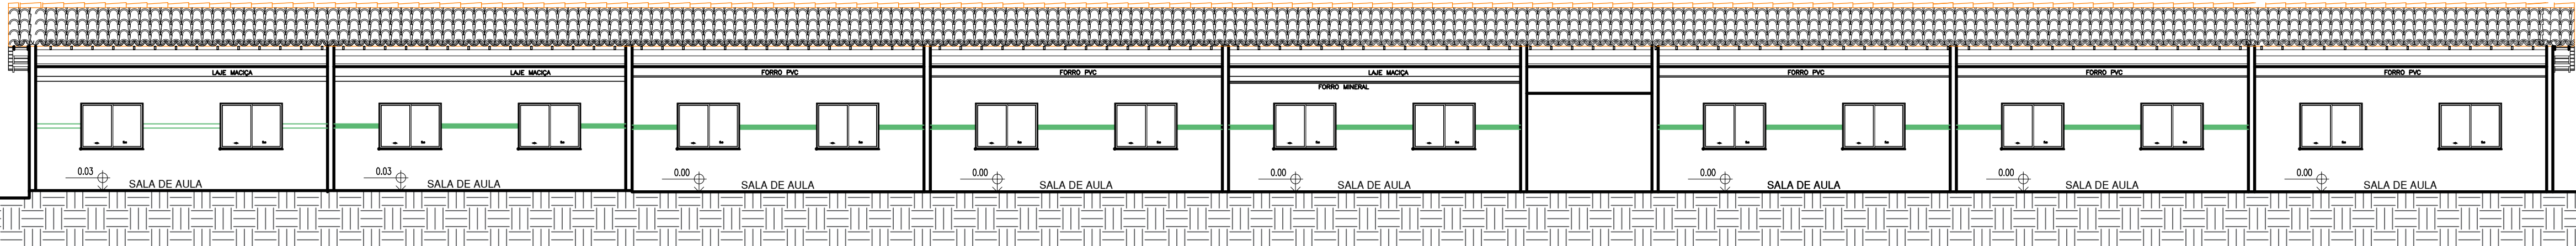 LAJE MACIÇA
LAJE MACIÇA
FORRO PVC
FORRO PVC
LAJE MACIÇA
FORRO PVC
FORRO PVC
FORRO PVC
FORRO MINERAL
0.03
0.03
0.00
0.00
0.00
0.00
0.00
0.00
SALA DE AULA
SALA DE AULA
SALA DE AULA
SALA DE AULA
SALA DE AULA
SALA DE AULA
SALA DE AULA
SALA DE AULA